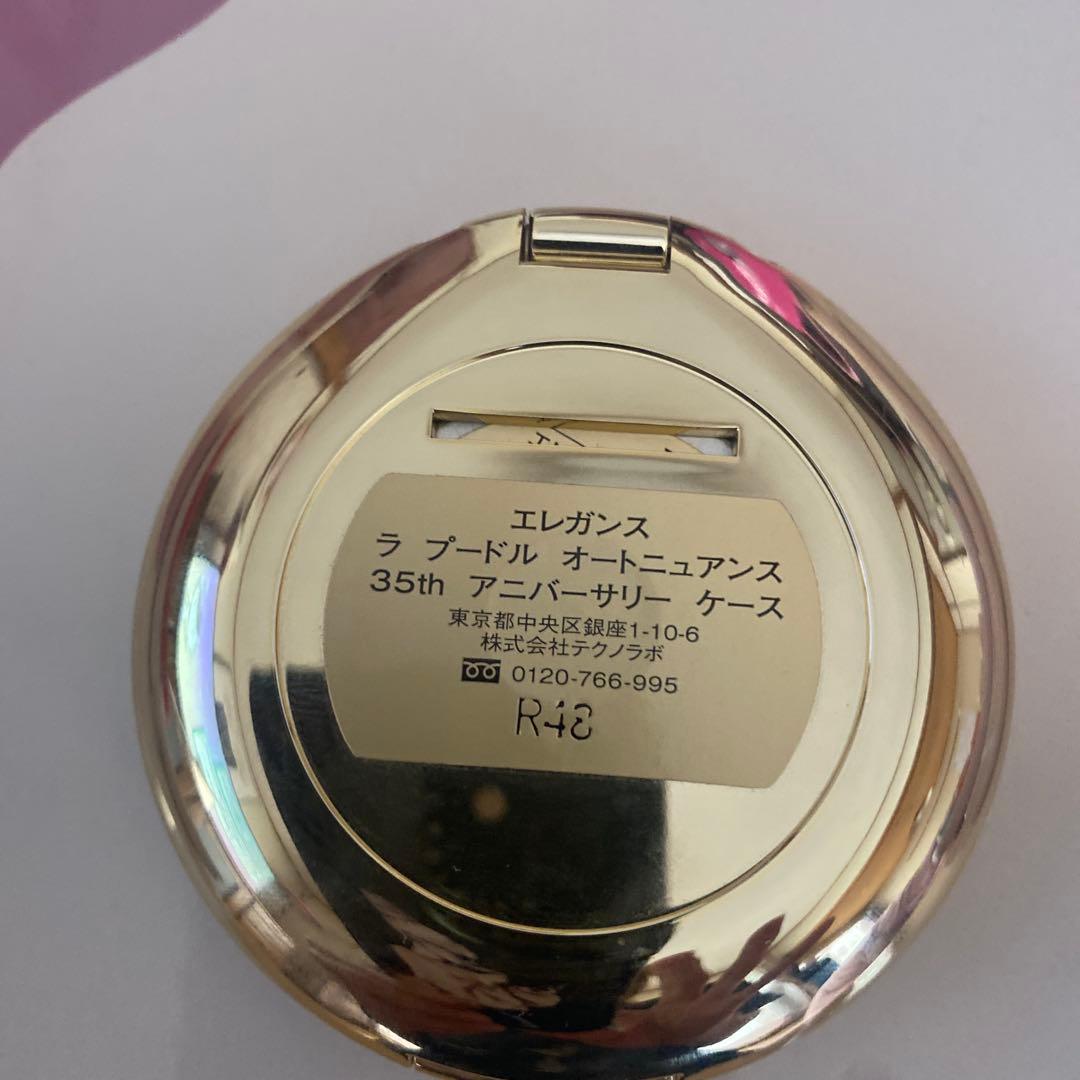 エレガンス
ラ プードル オートニュアンス
35th アニバーサリー ケース
東京都中央区銀座1-10-6
株式会社テクノラボ
0120-766-995
R48